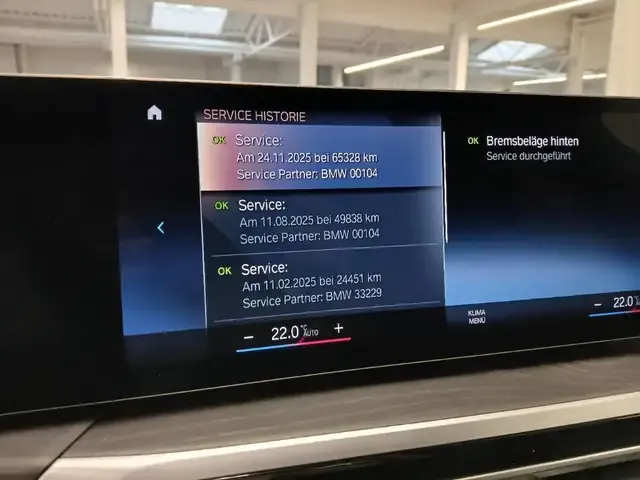 SERVICE HISTORIE
OK Service:
Am 24.11.2025 bei 65328 km
Service Partner: BMW 00104
OK Service:
Am 11.08.2025 bei 49838 km
Service Partner: BMW 00104
OK Service:
Am 11.02.2025 bei 24451 km
Service Partner: BMW 33229
OK Bremsbeläge hinten
Service durchgeführt
− 22.0 °C AUTO +
KLIMA
MENÜ
− 22.0